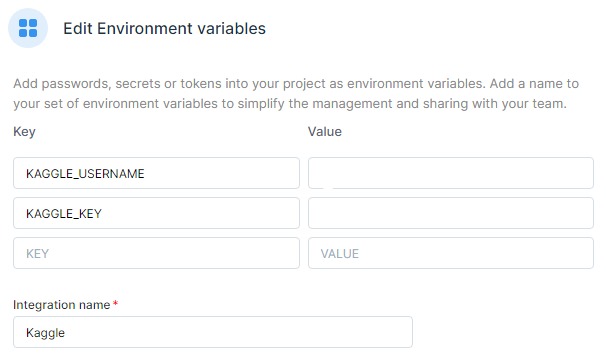 Edit Environment variables
Add passwords, secrets or tokens into your project as environment variables. Add a name to
your set of environment variables to simplify the management and sharing with your team.
Key Value
KAGGLE_USERNAME
KAGGLE_KEY
KEY VALUE
Integration name *
Kaggle